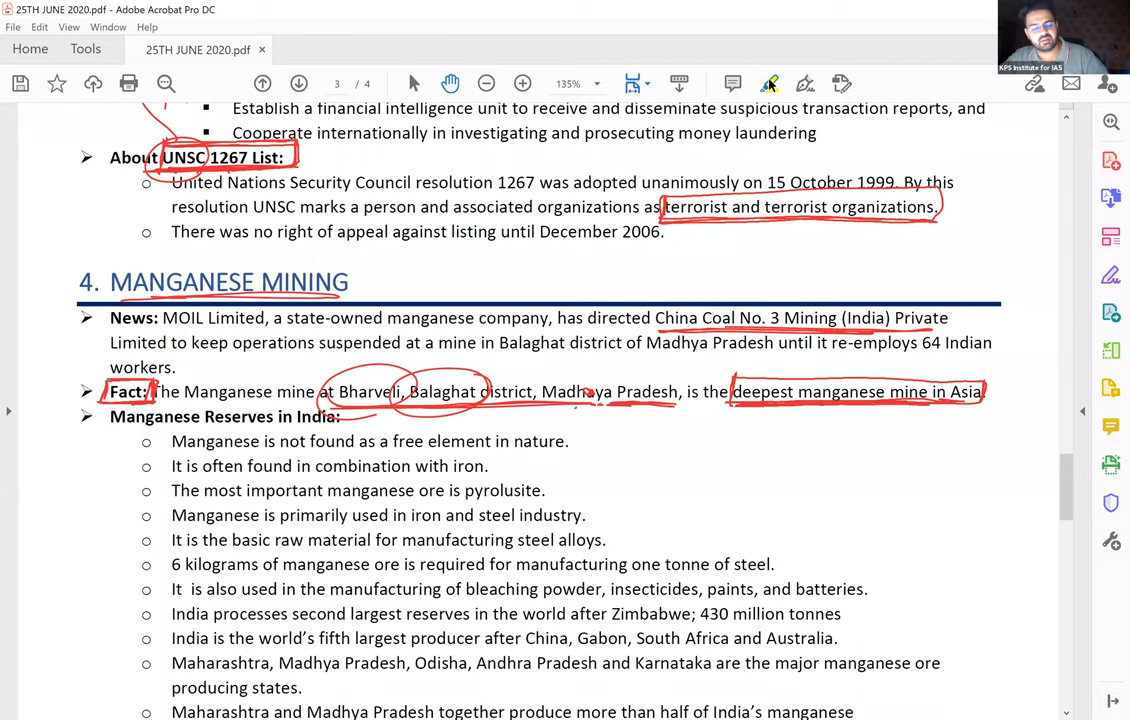 25TH JUNE 2020.pdf - Adobe Acrobat Pro DC
File Edit View Window Help
Home Tools 25TH JUNE 2020.pdf ×
3 / 4 135%
KPS Institute for IAS
Establish a financial intelligence unit to receive and disseminate suspicious transaction reports, and
Cooperate internationally in investigating and prosecuting money laundering
About UNSC 1267 List:
United Nations Security Council resolution 1267 was adopted unanimously on 15 October 1999. By this
resolution UNSC marks a person and associated organizations as terrorist and terrorist organizations.
There was no right of appeal against listing until December 2006.
4. MANGANESE MINING
News: MOIL Limited, a state-owned manganese company, has directed China Coal No. 3 Mining (India) Private
Limited to keep operations suspended at a mine in Balaghat district of Madhya Pradesh until it re-employs 64 Indian
workers.
Fact: The Manganese mine at Bharveli, Balaghat district, Madhya Pradesh, is the deepest manganese mine in Asia.
Manganese Reserves in India:
Manganese is not found as a free element in nature.
It is often found in combination with iron.
The most important manganese ore is pyrolusite.
Manganese is primarily used in iron and steel industry.
It is the basic raw material for manufacturing steel alloys.
6 kilograms of manganese ore is required for manufacturing one tonne of steel.
It is also used in the manufacturing of bleaching powder, insecticides, paints, and batteries.
India processes second largest reserves in the world after Zimbabwe; 430 million tonnes
India is the world's fifth largest producer after China, Gabon, South Africa and Australia.
Maharashtra, Madhya Pradesh, Odisha, Andhra Pradesh and Karnataka are the major manganese ore
producing states.
Maharashtra and Madhya Pradesh together produce more than half of India's manganese